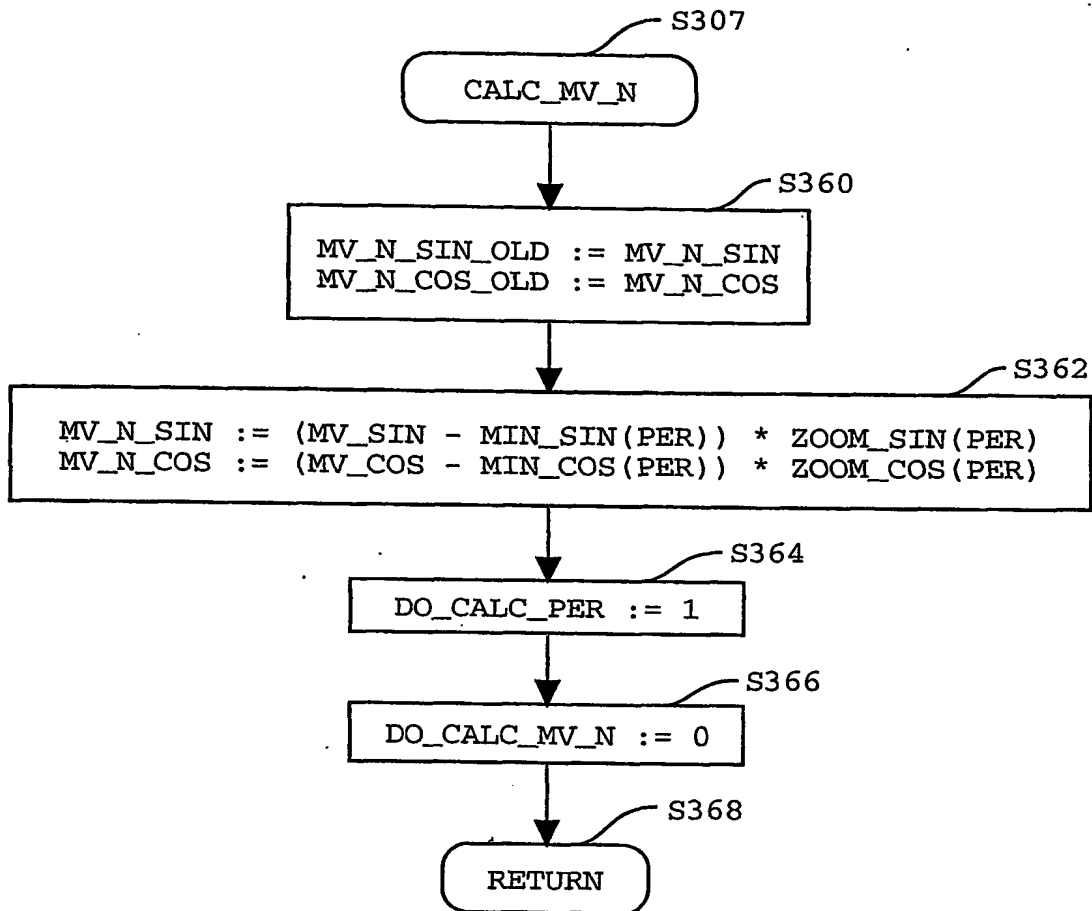 S307
CALC_MV_N
S360
MV_N_SIN_OLD := MV_N_SIN
MV_N_COS_OLD := MV_N_COS
S362
MV_N_SIN := (MV_SIN - MIN_SIN(PER)) * ZOOM_SIN(PER)
MV_N_COS := (MV_COS - MIN_COS(PER)) * ZOOM_COS(PER)
S364
DO_CALC_PER := 1
S366
DO_CALC_MV_N := 0
S368
RETURN